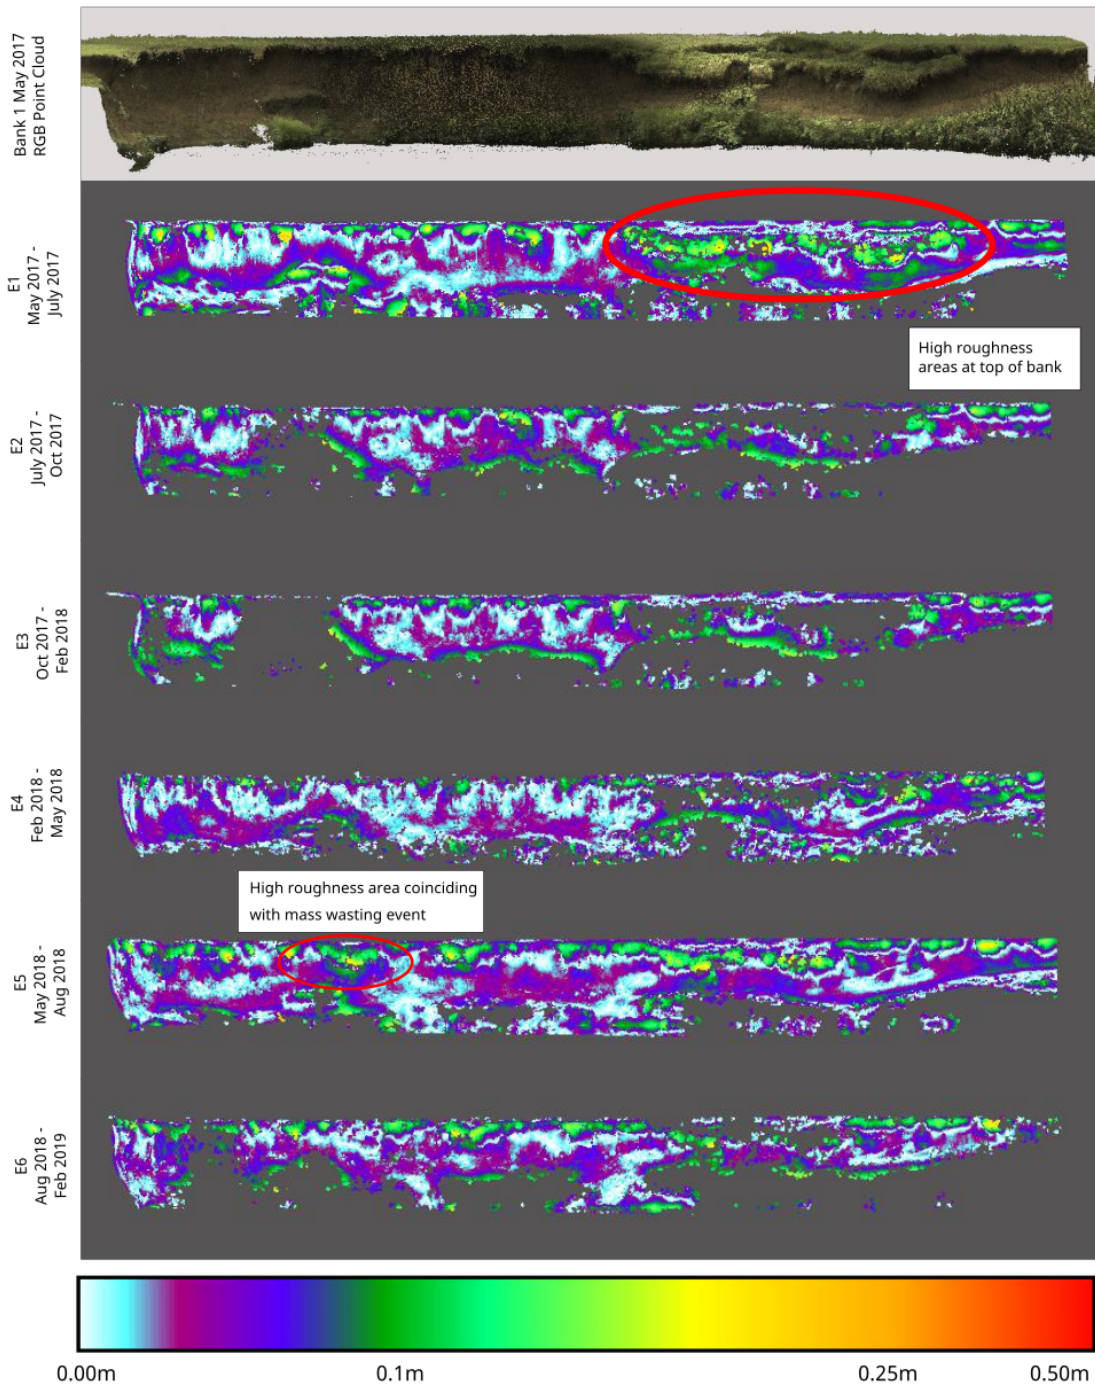 Bank 1 May 2017
RGB Point Cloud
E1
May 2017 -
July 2017
High roughness
areas at top of bank
E2
July 2017 -
Oct 2017
E3
Oct 2017 -
Feb 2018
E4
Feb 2018 -
May 2018
High roughness area coinciding
with mass wasting event
E5
May 2018 -
Aug 2018
E6
Aug 2018 -
Feb 2019
0.00m 0.1m 0.25m 0.50m